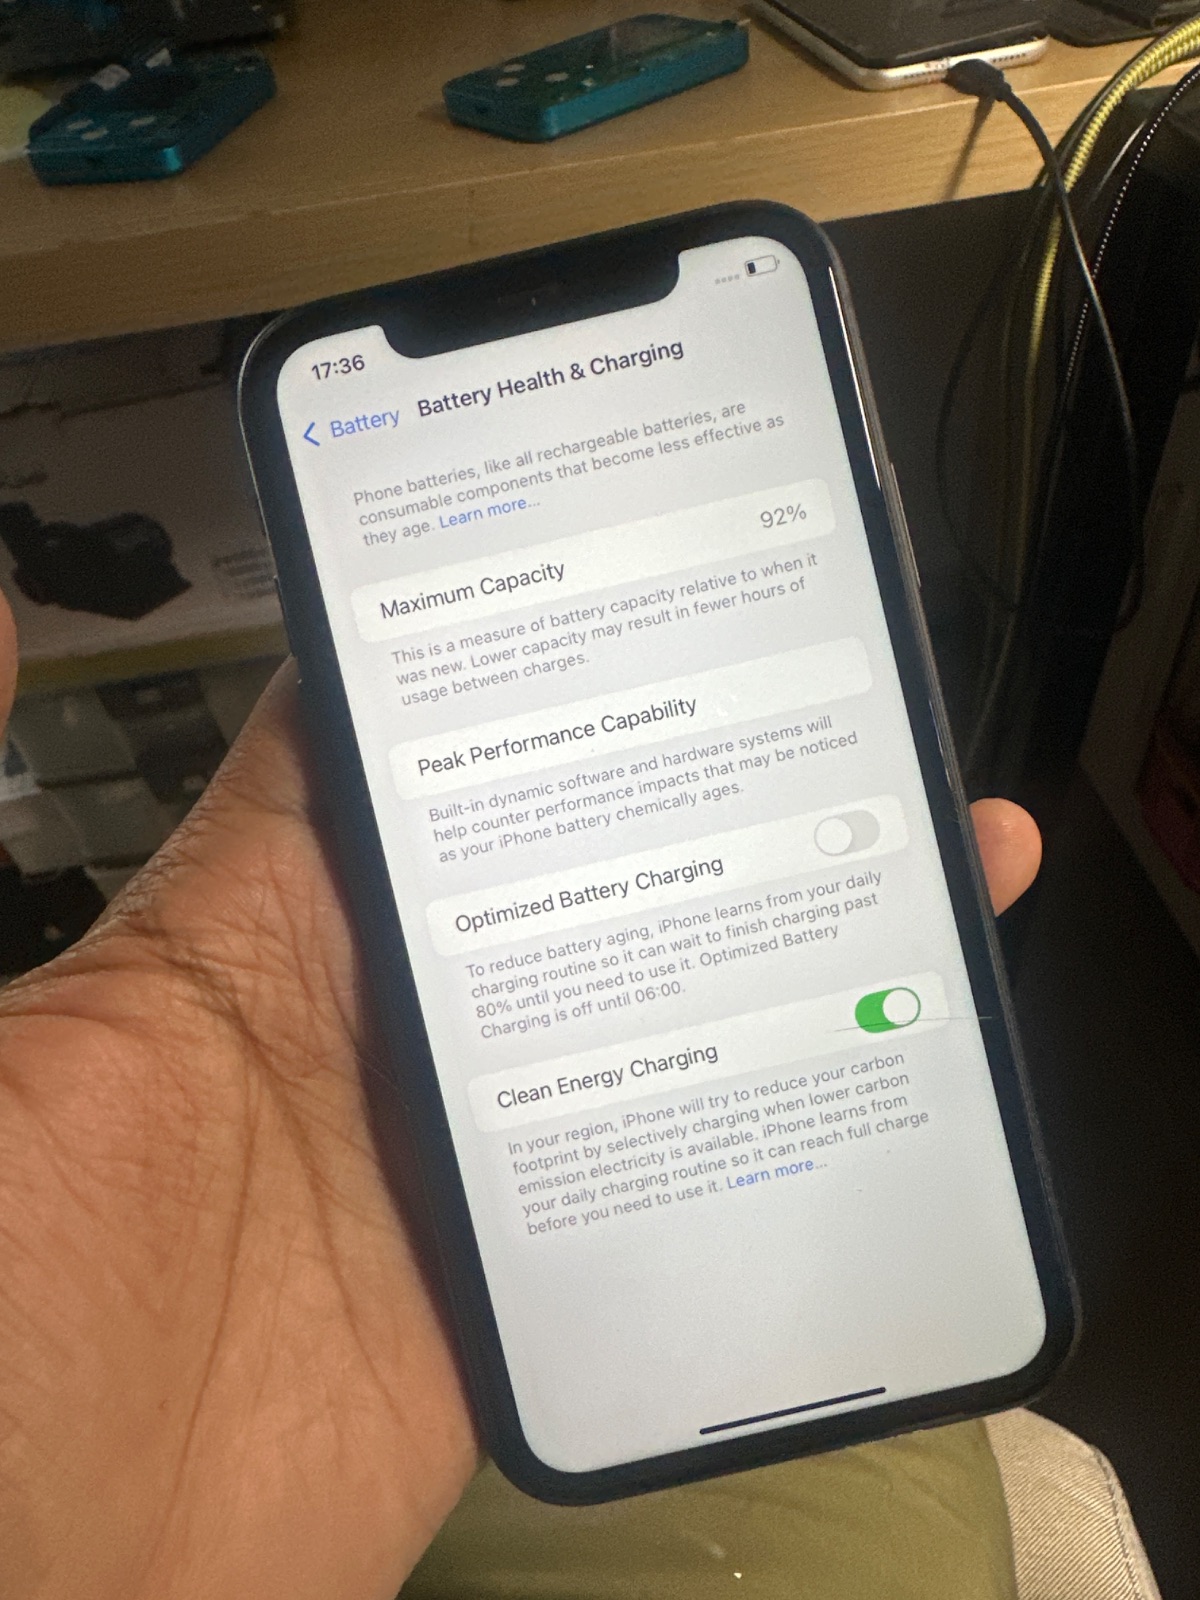 17:36
Battery
Battery Health & Charging
Phone batteries, like all rechargeable batteries, are
consumable components that become less effective as
they age. Learn more...
Maximum Capacity
92%
This is a measure of battery capacity relative to when it
was new. Lower capacity may result in fewer hours of
usage between charges.
Peak Performance Capability
Built-in dynamic software and hardware systems will
help counter performance impacts that may be noticed
as your iPhone battery chemically ages.
Optimized Battery Charging
To reduce battery aging, iPhone learns from your daily
charging routine so it can wait to finish charging past
80% until you need to use it. Optimized Battery
Charging is off until 06:00.
Clean Energy Charging
In your region, iPhone will try to reduce your carbon
footprint by selectively charging when lower carbon
emission electricity is available. iPhone learns from
your daily charging routine so it can reach full charge
before you need to use it. Learn more...